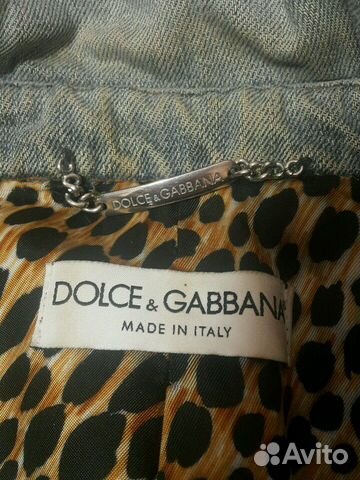 DOLCE & GABBANA
DOLCE & GABBANA
MADE IN ITALY
Avito